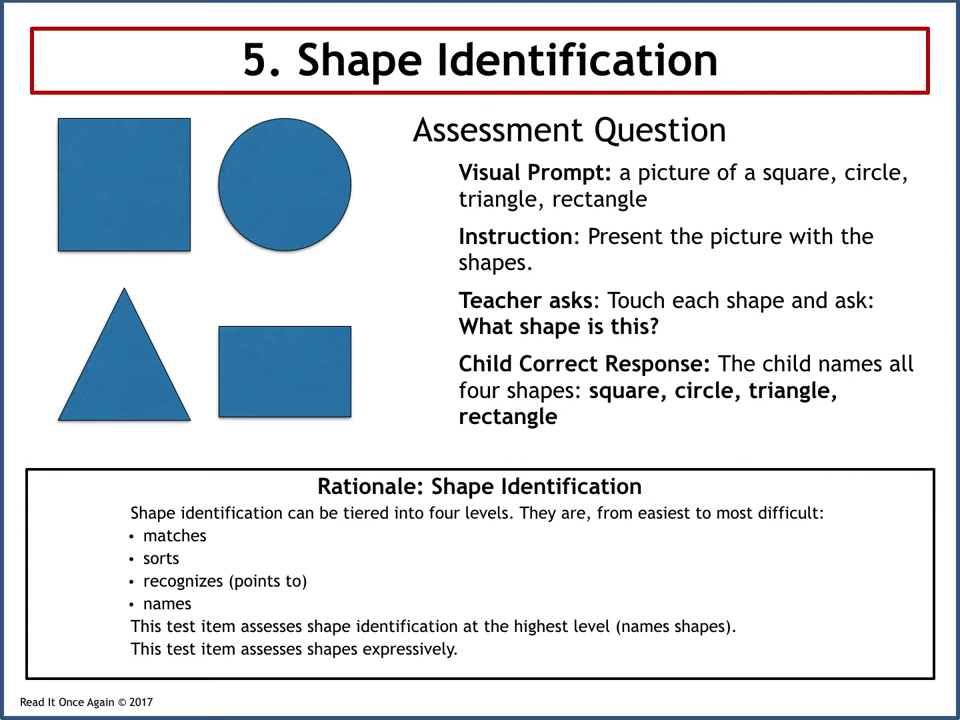 5. Shape Identification
Assessment Question
Visual Prompt: a picture of a square, circle,
triangle, rectangle
Instruction: Present the picture with the
shapes.
Teacher asks: Touch each shape and ask:
What shape is this?
Child Correct Response: The child names all
four shapes: square, circle, triangle,
rectangle
Rationale: Shape Identification
Shape identification can be tiered into four levels. They are, from easiest to most difficult:
• matches
• sorts
• recognizes (points to)
• names
This test item assesses shape identification at the highest level (names shapes).
This test item assesses shapes expressively.
Read It Once Again © 2017